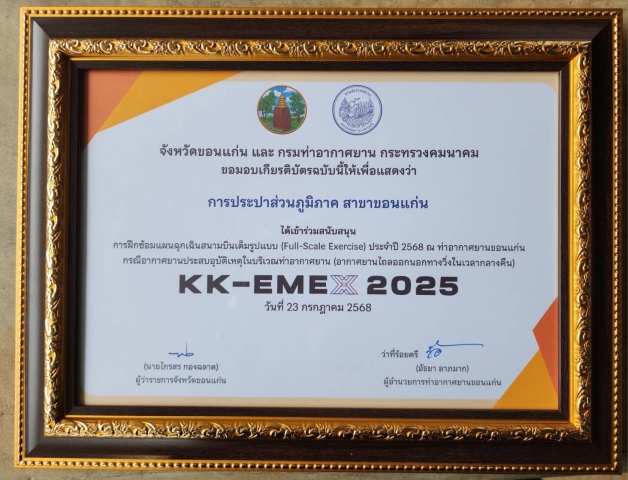 จังหวัดขอนแก่น และ กรมท่าอากาศยาน กระทรวงคมนาคม
ขอมอบเกียรติบัตรฉบับนี้ให้เพื่อแสดงว่า
การประปาส่วนภูมิภาค สาขาขอนแก่น
ได้เข้าร่วมสนับสนุน
การฝึกซ้อมแผนฉุกเฉินสนามบินเต็มรูปแบบ (Full-Scale Exercise) ประจำปี 2568 ณ ท่าอากาศยานขอนแก่น
กรณีอากาศยานประสบอุบัติเหตุในบริเวณท่าอากาศยาน (อากาศยานไถลออกนอกทางวิ่งในเวลากลางคืน)
KK-EMEX 2025
วันที่ 23 กรกฎาคม 2568
(นายไกรสร กองฉลาด)
ผู้ว่าราชการจังหวัดขอนแก่น
ว่าที่ร้อยตรี
(อัธยา ลาภมาก)
ผู้อำนวยการท่าอากาศยานขอนแก่น